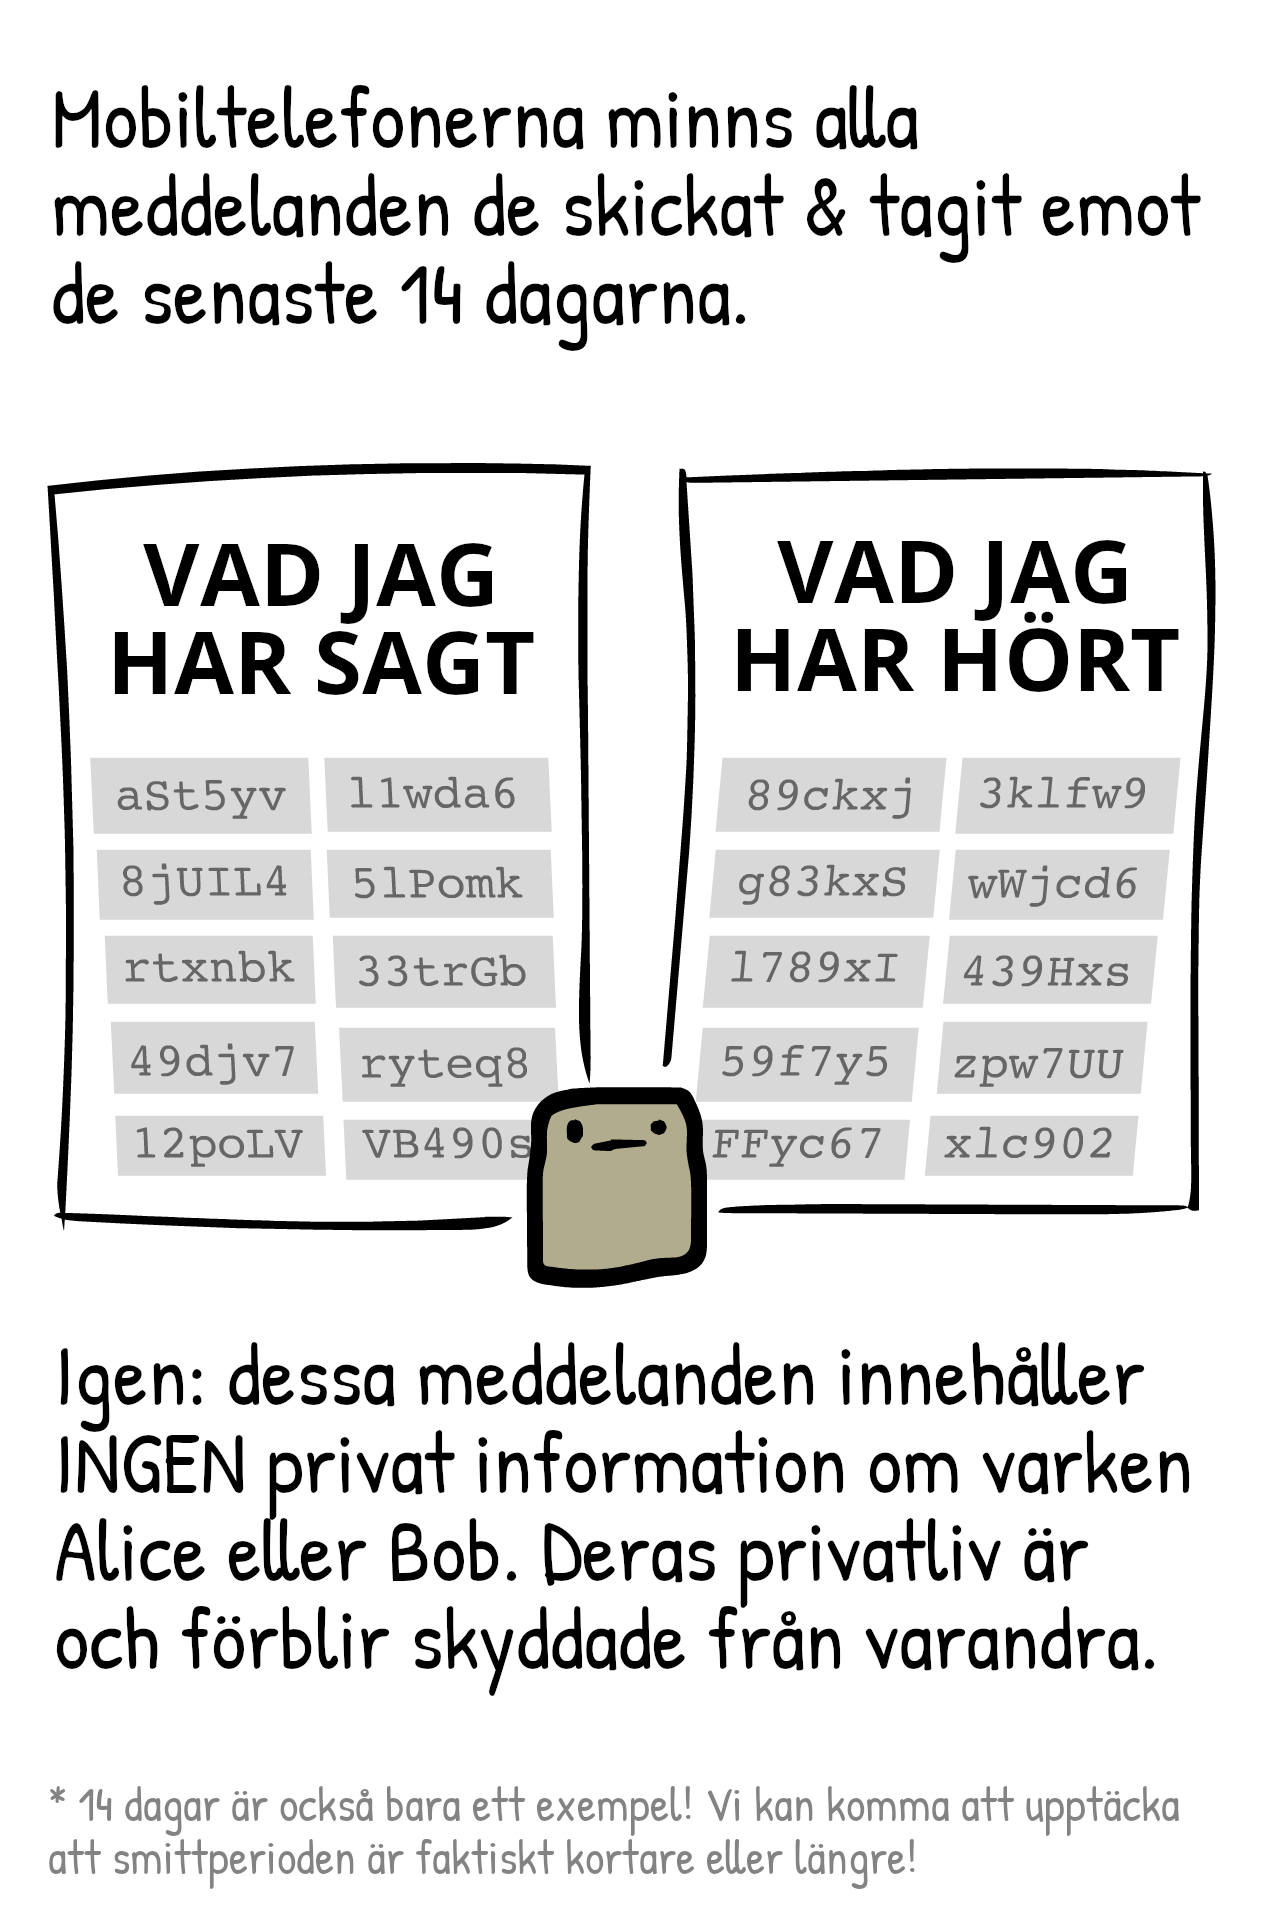 Mobiltelefonerna minns alla
meddelanden de skickat & tagit emot
de senaste 14 dagarna.
VAD JAG
HAR SAGT
aSt5yv l1wda6
8jUIL4 5lPomk
rtxnbk 33trGb
49djv7 ryteq8
12poLV VB490s
VAD JAG
HAR HÖRT
89ckxj 3klfw9
g83kxS wWjcd6
l789xI 439Hxs
59f7y5 zpw7UU
FFyc67 xlc902
Igen: dessa meddelanden innehåller
INGEN privat information om varken
Alice eller Bob. Deras privatliv är
och förblir skyddade från varandra.
* 14 dagar är också bara ett exempel! Vi kan komma att upptäcka
att smittperioden är faktiskt kortare eller längre!